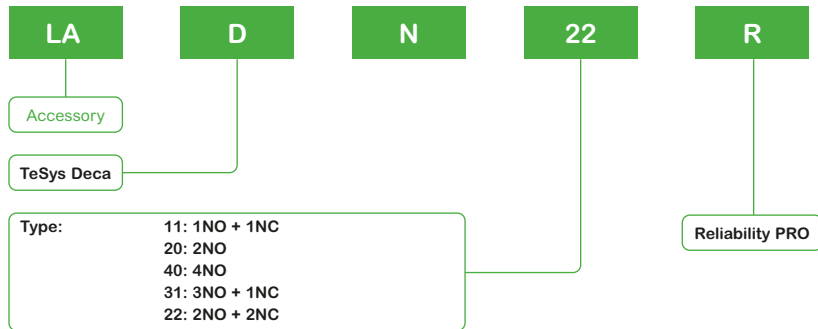 LA D N 22 R
Accessory
TeSys Deca
Type: 11: 1NO + 1NC
20: 2NO
40: 4NO
31: 3NO + 1NC
22: 2NO + 2NC
Reliability PRO